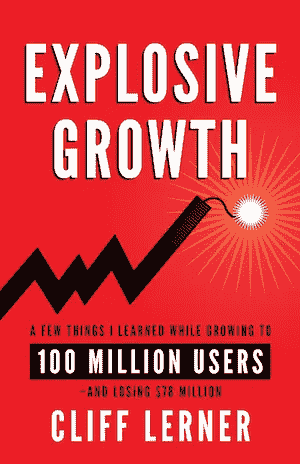 EXPLOSIVE
GROWTH
A FEW THINGS I LEARNED WHILE GROWING TO
100 MILLION USERS
-AND LOSING $78 MILLION
CLIFF LERNER